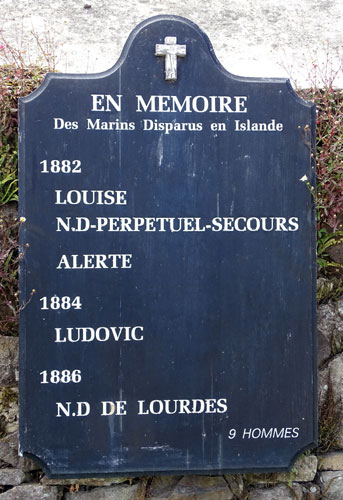 EN MEMOIRE
Des Marins Disparus en Islande
1882
LOUISE
N.D-PERPETUEL-SECOURS
ALERTE
1884
LUDOVIC
1886
N.D DE LOURDES
9 HOMMES